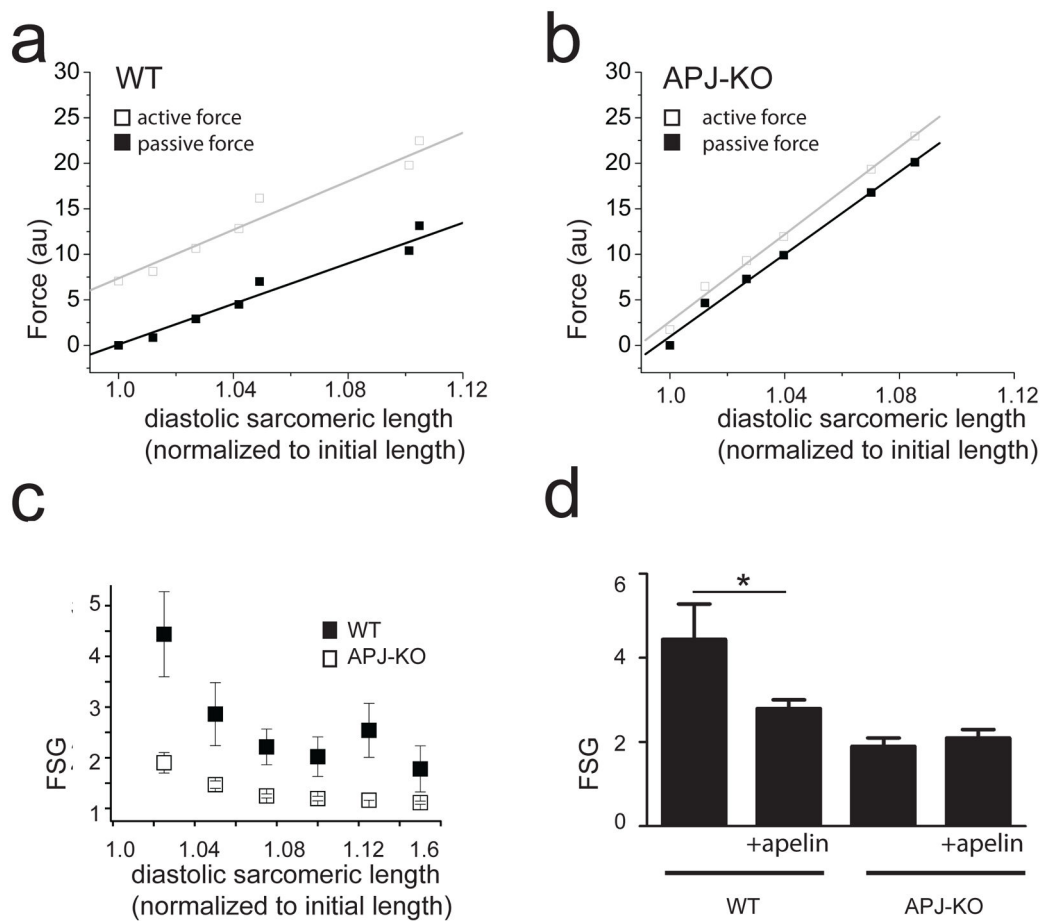 a
WT
□ active force
■ passive force
30
25
20
15
10
5
0
Force (au)
1.0 1.04 1.08 1.12
diastolic sarcomeric length
(normalized to initial length)
b
APJ-KO
□ active force
■ passive force
30
25
20
15
10
5
0
Force (au)
1.0 1.04 1.08 1.12
diastolic sarcomeric length
(normalized to initial length)
c
5
4
3
2
1
FSG
■ WT
□ APJ-KO
1.0 1.04 1.08 1.12 1.6
diastolic sarcomeric length
(normalized to initial length)
d
6
4
2
0
FSG
*
+apelin +apelin
WT APJ-KO